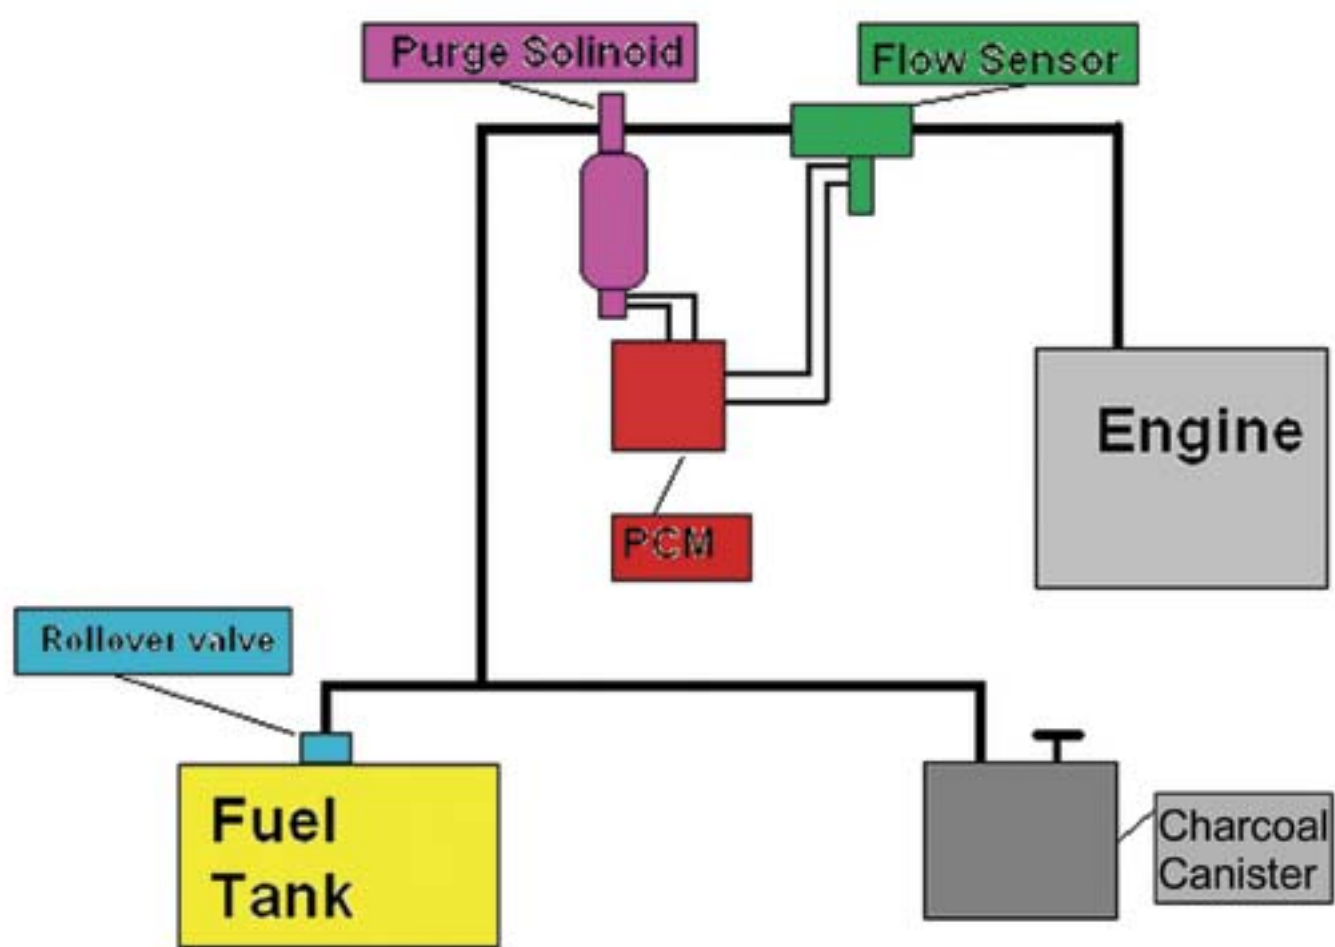 Purge Solinoid
Flow Sensor
Engine
PCM
Rollover valve
Fuel
Tank
Charcoal
Canister